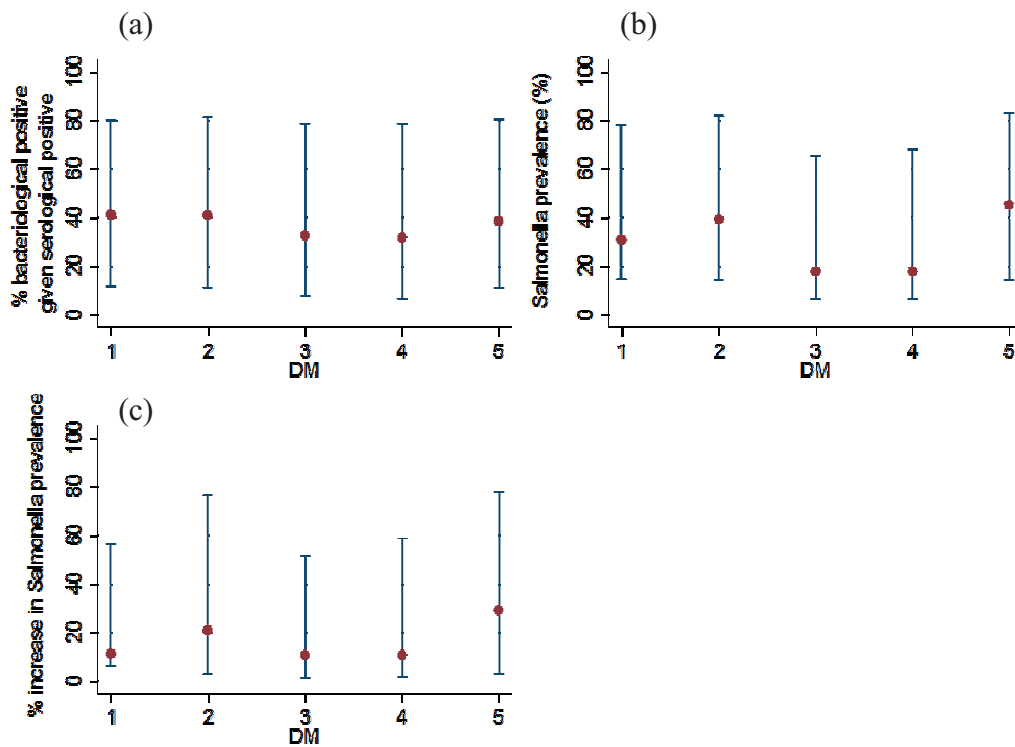 (a)
% bacteriological positive
given serological positive
100
80
60
40
20
0
1 2 3 4 5
DM
(b)
Salmonella prevalence (%)
100
80
60
40
20
0
1 2 3 4 5
DM
(c)
% increase in Salmonella prevalence
100
80
60
40
20
0
1 2 3 4 5
DM